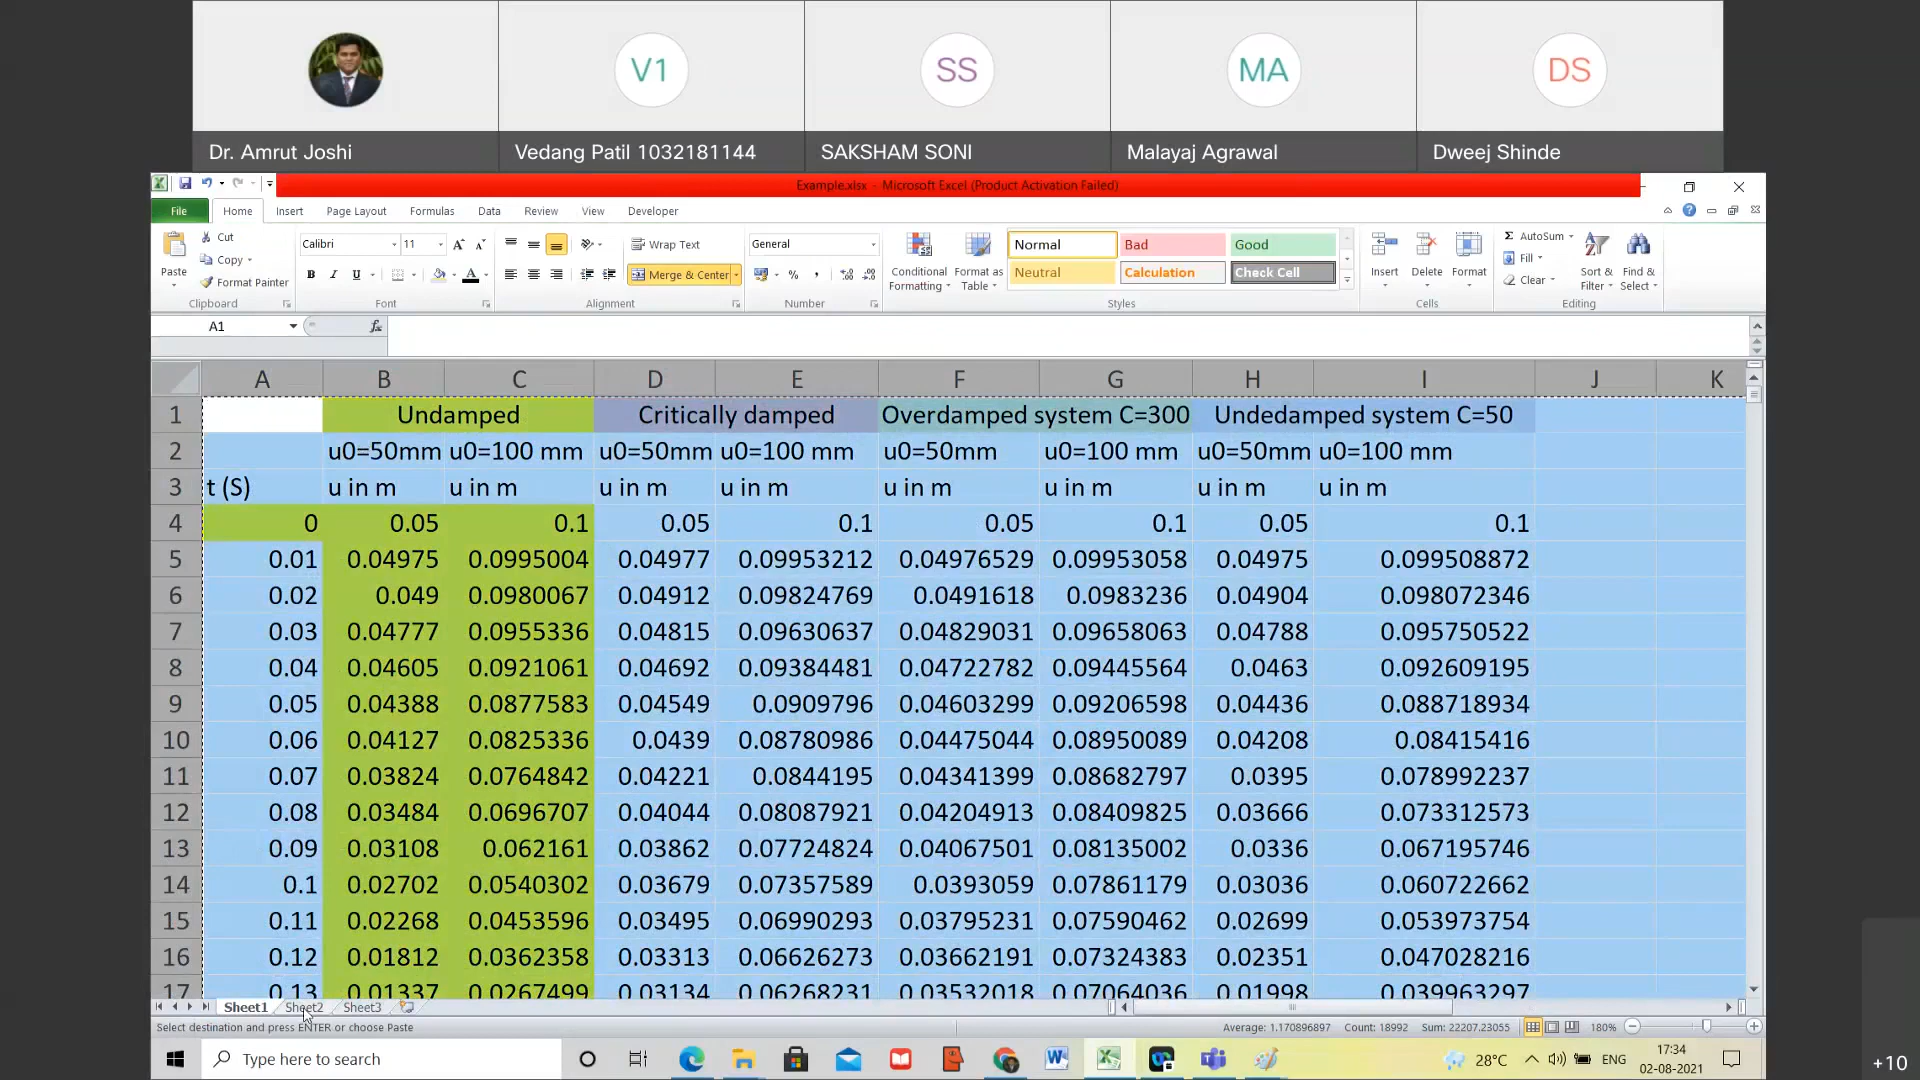 V1
SS
MA
DS
Dr. Amrut Joshi
Vedang Patil 1032181144
SAKSHAM SONI
Malayaj Agrawal
Dweej Shinde
Example.xlsx - Microsoft Excel (Product Activation Failed)
File Home Insert Page Layout Formulas Data Review View Developer
Paste
Cut
Copy
Format Painter
Clipboard
Calibri 11
B I U A
Font
Wrap Text
Merge & Center
Alignment
General
Number
Conditional Formatting
Format as Table
Normal Bad Good
Neutral Calculation Check Cell
Styles
Insert Delete Format
Cells
Σ AutoSum
Fill
Clear
Sort & Filter
Find & Select
Editing
A1 fx
A B C D E F G H I J K
1 Undamped Critically damped Overdamped system C=300 Undedamped system C=50
2 u0=50mm u0=100 mm u0=50mm u0=100 mm u0=50mm u0=100 mm u0=50mm u0=100 mm
3 t (S) u in m u in m u in m u in m u in m u in m u in m u in m
4 0 0.05 0.1 0.05 0.1 0.05 0.1 0.05 0.1
5 0.01 0.04975 0.0995004 0.04977 0.09953212 0.04976529 0.09953058 0.04975 0.099508872
6 0.02 0.049 0.0980067 0.04912 0.09824769 0.0491618 0.0983236 0.04904 0.098072346
7 0.03 0.04777 0.0955336 0.04815 0.09630637 0.04829031 0.09658063 0.04788 0.095750522
8 0.04 0.04605 0.0921061 0.04692 0.09384481 0.04722782 0.09445564 0.0463 0.092609195
9 0.05 0.04388 0.0877583 0.04549 0.0909796 0.04603299 0.09206598 0.04436 0.088718934
10 0.06 0.04127 0.0825336 0.0439 0.08780986 0.04475044 0.08950089 0.04208 0.08415416
11 0.07 0.03824 0.0764842 0.04221 0.0844195 0.04341399 0.08682797 0.0395 0.078992237
12 0.08 0.03484 0.0696707 0.04044 0.08087921 0.04204913 0.08409825 0.03666 0.073312573
13 0.09 0.03108 0.062161 0.03862 0.07724824 0.04067501 0.08135002 0.0336 0.067195746
14 0.1 0.02702 0.0540302 0.03679 0.07357589 0.0393059 0.07861179 0.03036 0.060722662
15 0.11 0.02268 0.0453596 0.03495 0.06990293 0.03795231 0.07590462 0.02699 0.053973754
16 0.12 0.01812 0.0362358 0.03313 0.06626273 0.03662191 0.07324383 0.02351 0.047028216
17 0.13 0.01337 0.0267499 0.03134 0.06268231 0.03532018 0.07064036 0.01998 0.039963297
Sheet1 Sheet2 Sheet3
Select destination and press ENTER or choose Paste
Average: 1.170896897 Count: 18992 Sum: 22207.23055 180%
Type here to search
28°C
ENG
17:34
02-08-2021
+10